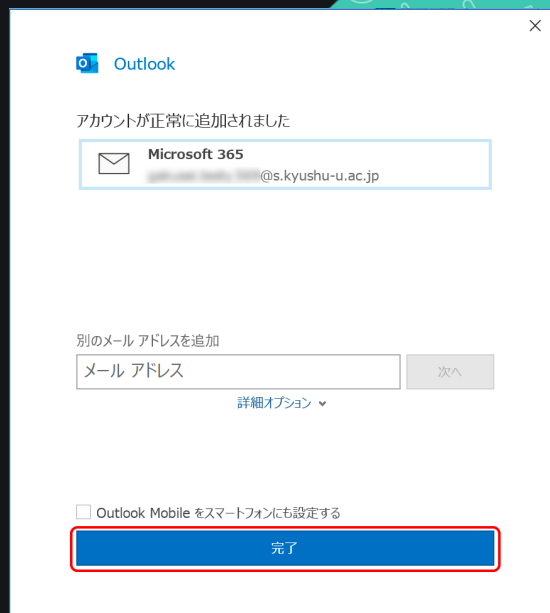 Outlook
アカウントが正常に追加されました
Microsoft 365
@s.kyushu-u.ac.jp
別のメール アドレスを追加
メール アドレス
次へ
詳細オプション
Outlook Mobile をスマートフォンにも設定する
完了